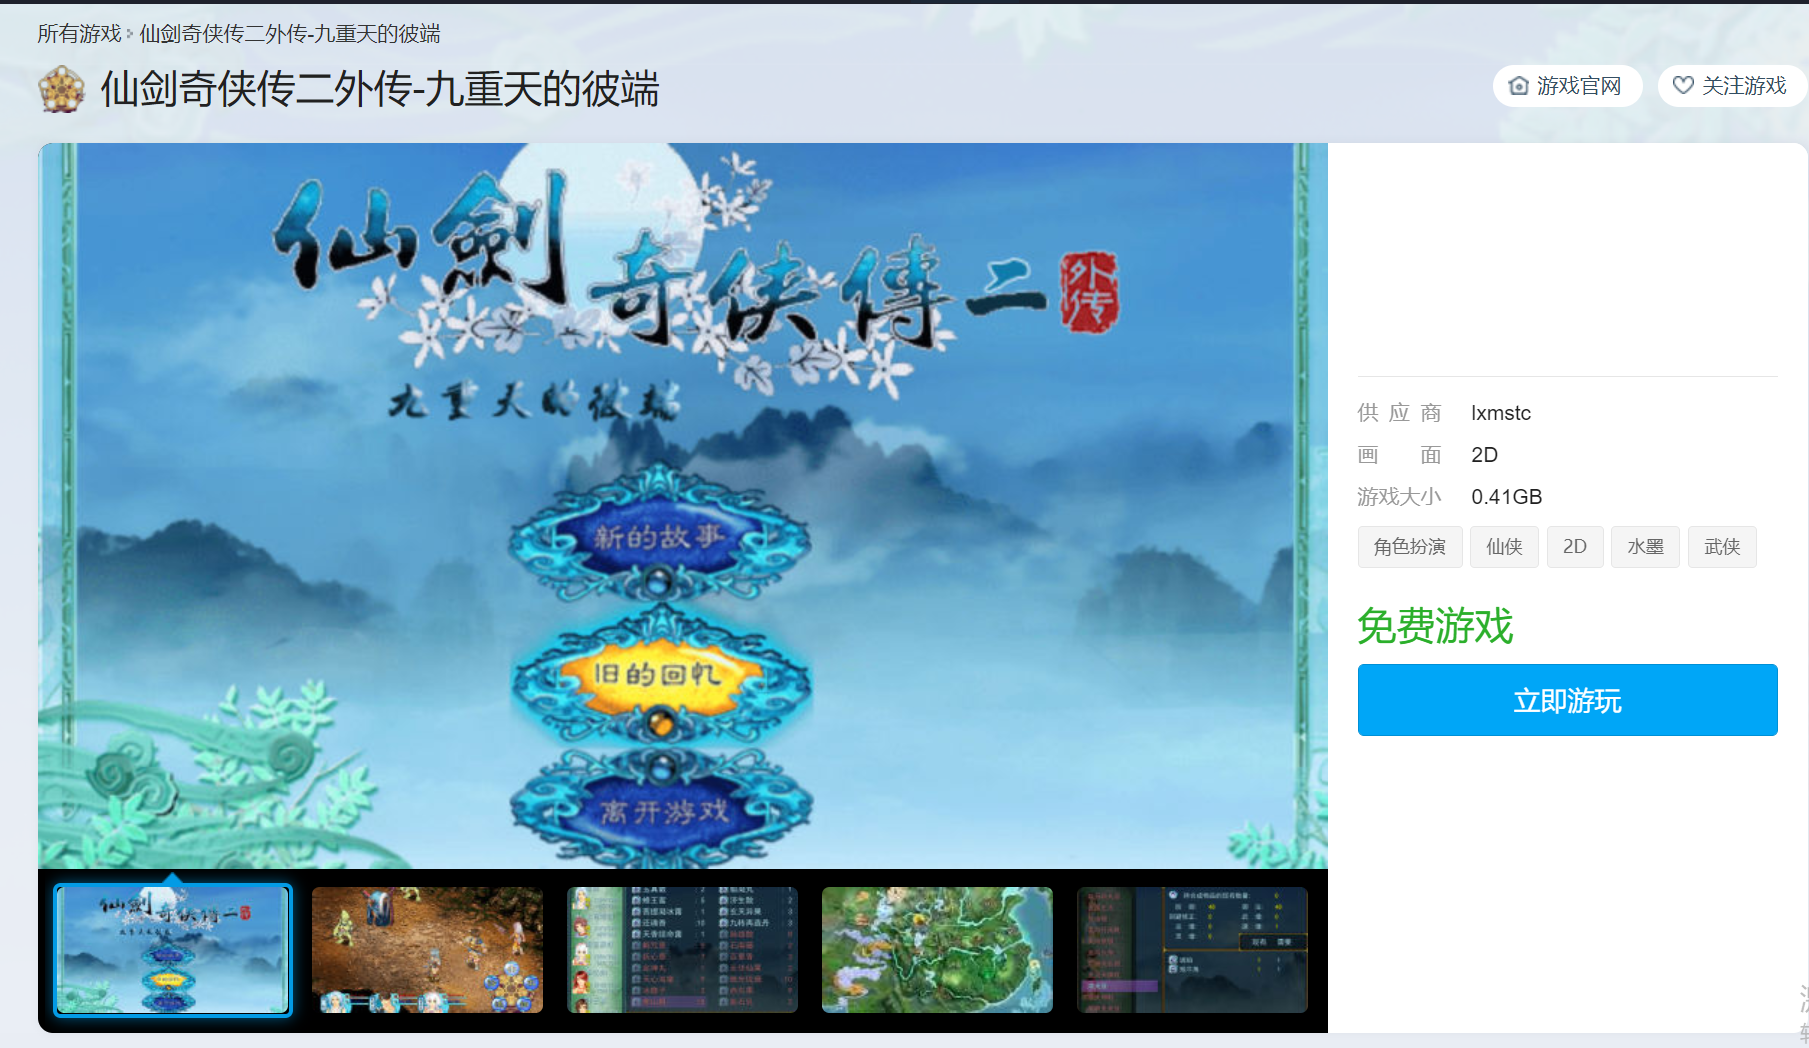 所有游戏 仙剑奇侠传二外传-九重天的彼端
仙剑奇侠传二外传-九重天的彼端
游戏官网
关注游戏
仙劍奇侠傳二
外传
九重天的彼端
新的故事
旧的回忆
离开游戏
供应商 lxmstc
画面 2D
游戏大小 0.41GB
角色扮演 仙侠 2D 水墨 武侠
免费游戏
立即游玩